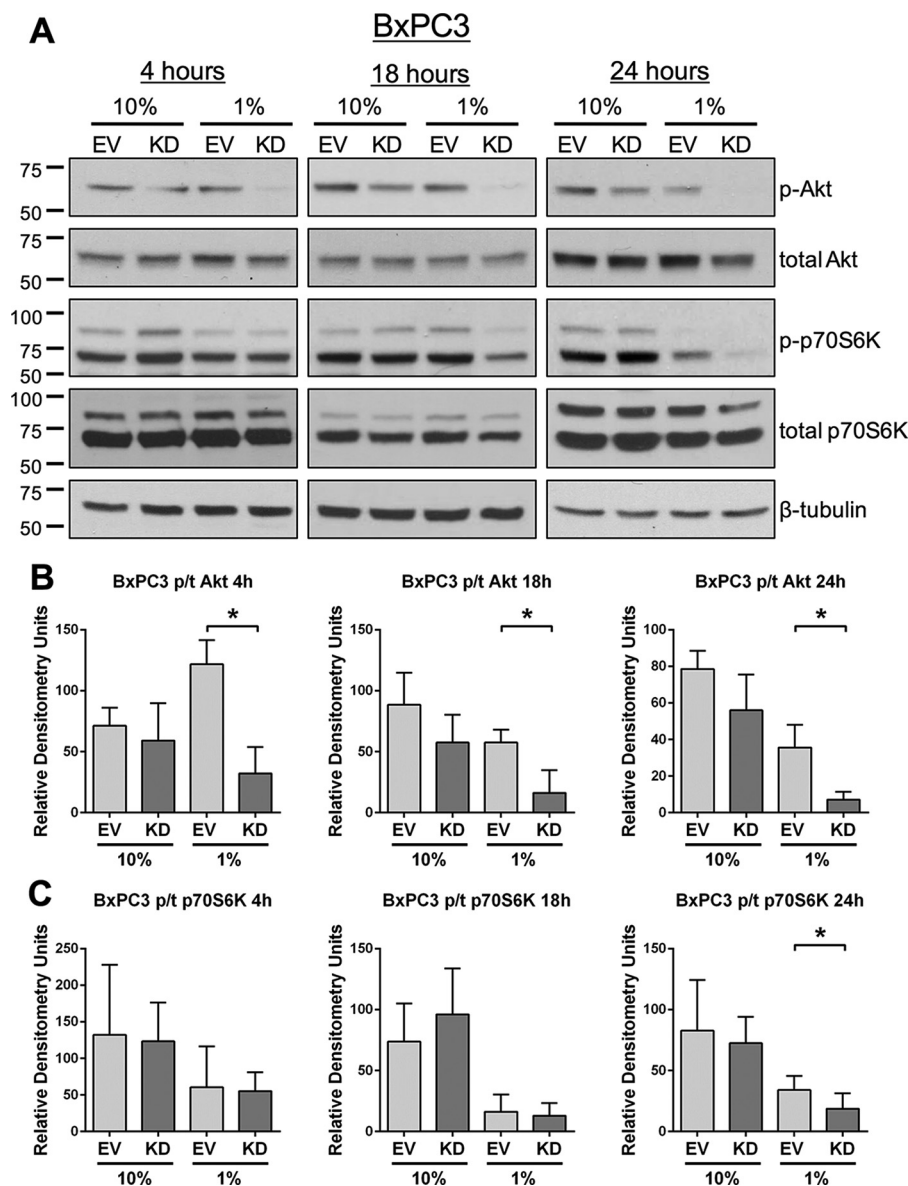 A
BxPC3
4 hours 18 hours 24 hours
10% 1% 10% 1% 10% 1%
EV KD EV KD EV KD EV KD EV KD EV KD
75
50
p-Akt
75
50
total Akt
100
75
50
p-p70S6K
100
75
50
total p70S6K
75
50
β-tubulin
B
BxPC3 p/t Akt 4h
Relative Densitometry Units
150
100
50
0
*
EV KD EV KD
10% 1%
BxPC3 p/t Akt 18h
Relative Densitometry Units
150
100
50
0
*
EV KD EV KD
10% 1%
BxPC3 p/t Akt 24h
Relative Densitometry Units
100
80
60
40
20
0
*
EV KD EV KD
10% 1%
C
BxPC3 p/t p70S6K 4h
Relative Densitometry Units
250
200
150
100
50
0
EV KD EV KD
10% 1%
BxPC3 p/t p70S6K 18h
Relative Densitometry Units
150
100
50
0
EV KD EV KD
10% 1%
BxPC3 p/t p70S6K 24h
Relative Densitometry Units
150
100
50
0
*
EV KD EV KD
10% 1%